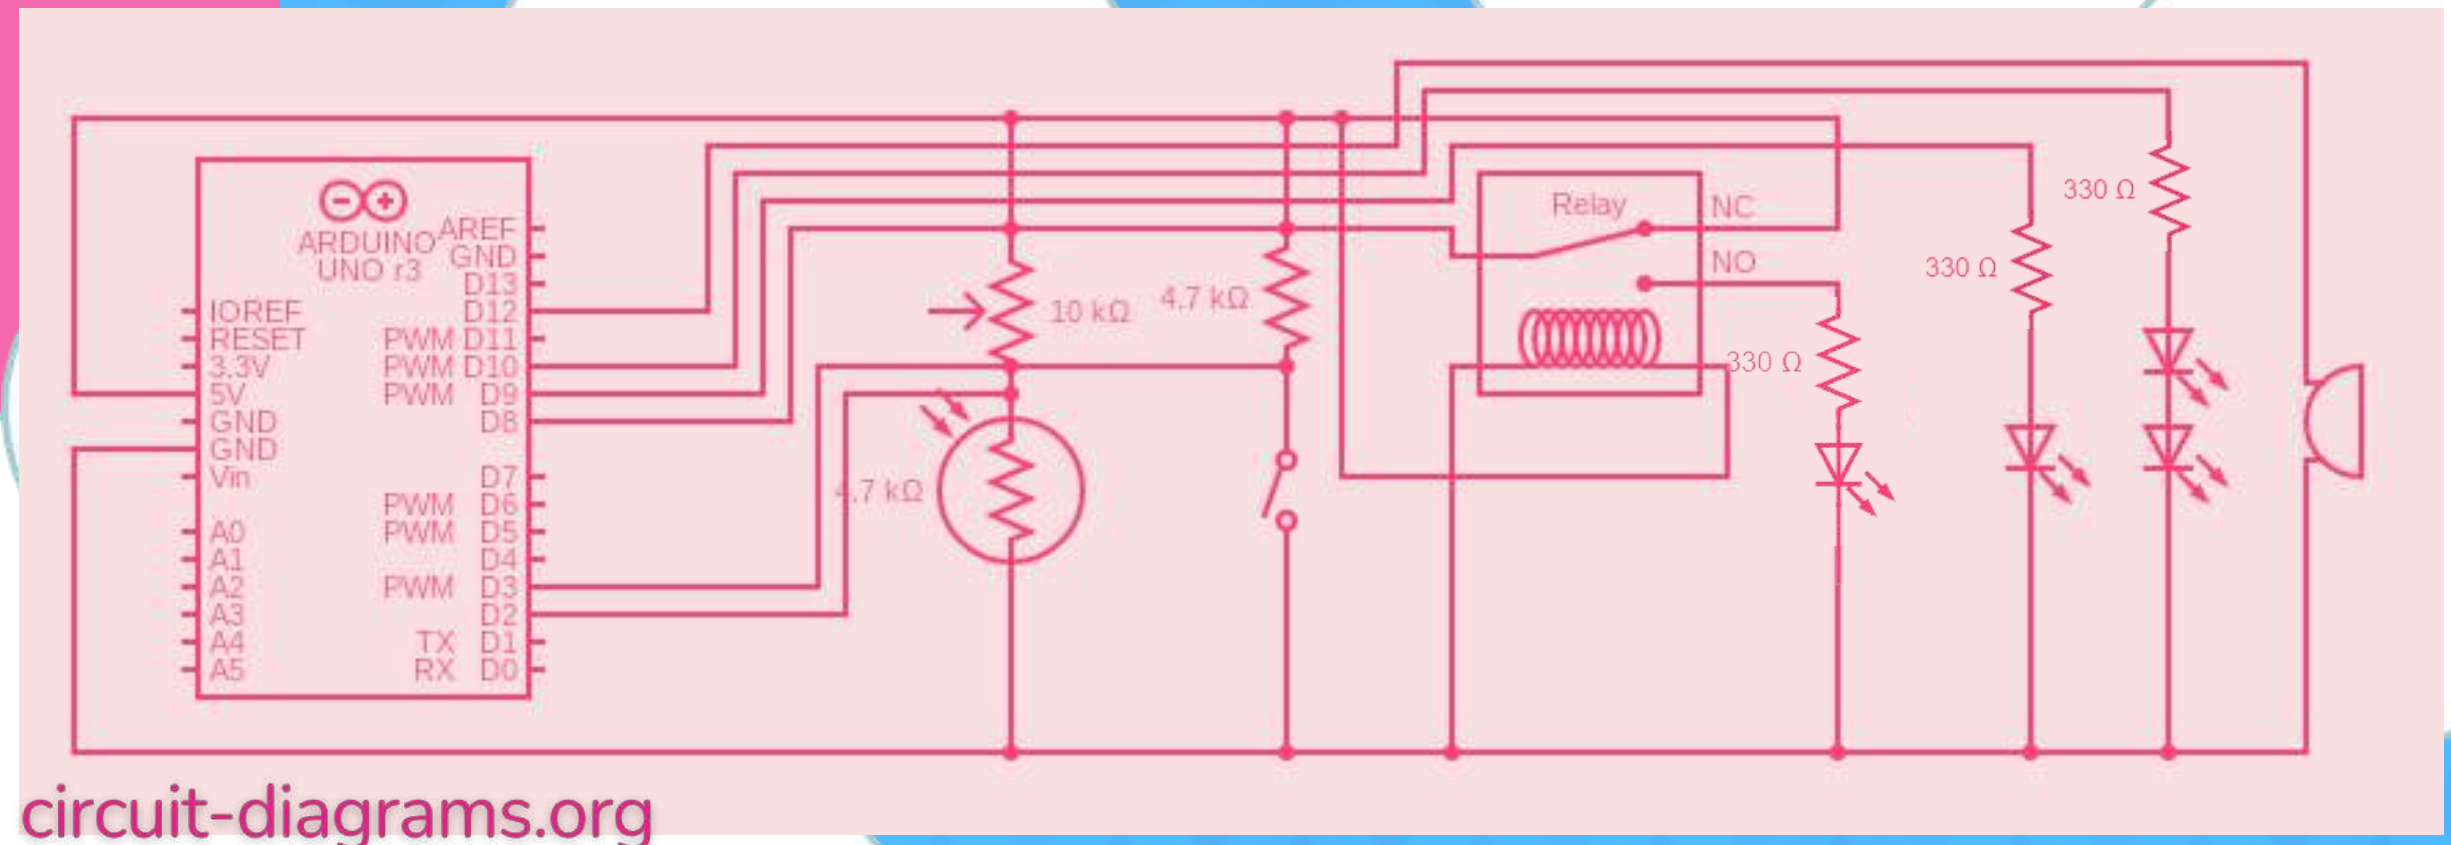 ARDUINO
UNO r3
AREF
GND
D13
IOREF
D12
RESET
PWM D11
3.3V
PWM D10
5V
PWM D9
GND
D8
GND
Vin
D7
PWM D6
A0
PWM D5
A1
D4
A2
PWM D3
A3
D2
A4
TX D1
A5
RX D0
10 kΩ
4.7 kΩ
4.7 kΩ
Relay
NC
NO
330 Ω
330 Ω
330 Ω
circuit-diagrams.org